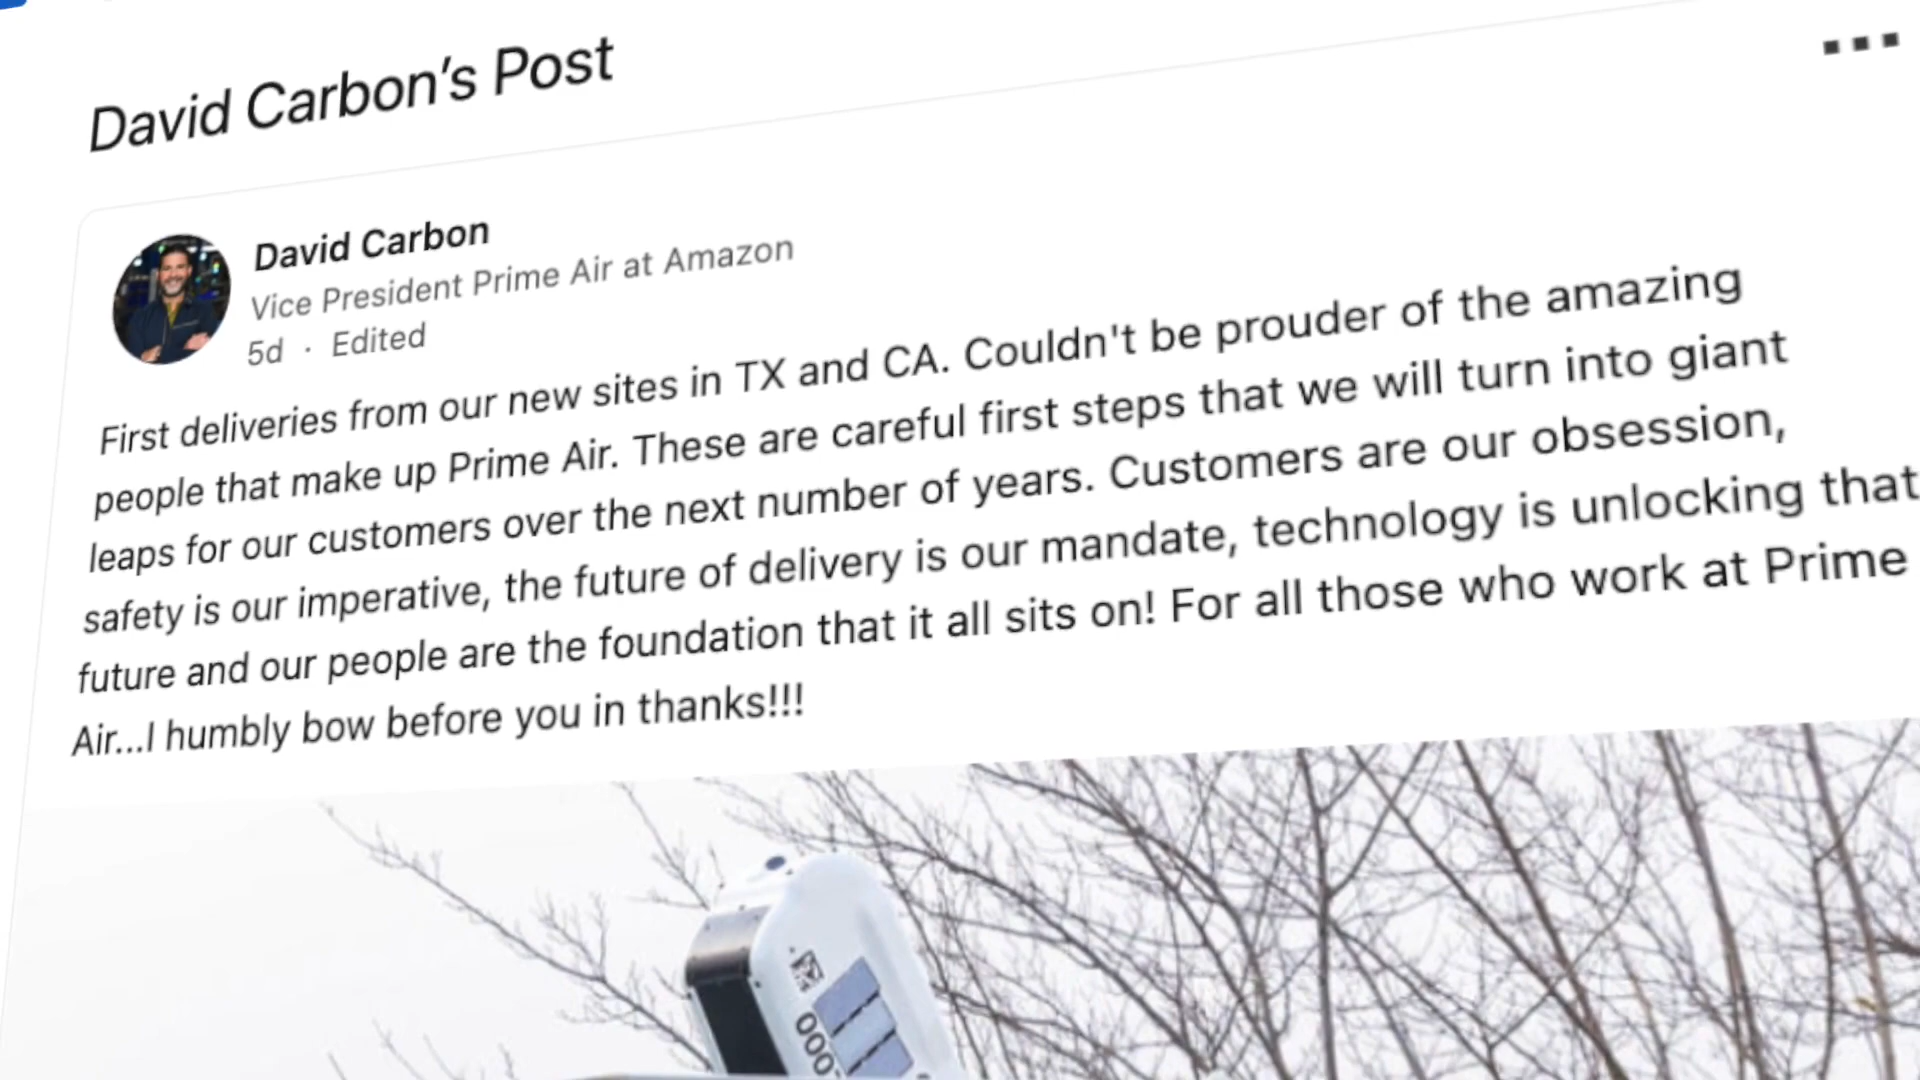 David Carbon’s Post
David Carbon
Vice President Prime Air at Amazon
5d · Edited
First deliveries from our new sites in TX and CA. Couldn't be prouder of the amazing
people that make up Prime Air. These are careful first steps that we will turn into giant
leaps for our customers over the next number of years. Customers are our obsession,
safety is our imperative, the future of delivery is our mandate, technology is unlocking that
future and our people are the foundation that it all sits on! For all those who work at Prime
Air...I humbly bow before you in thanks!!!